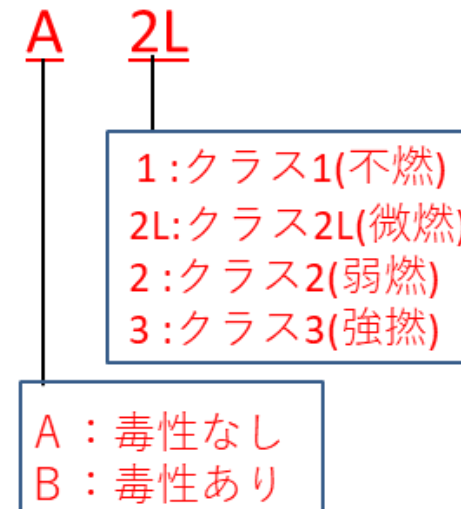 A 2L
1:クラス1(不燃)
2L:クラス2L(微燃)
2:クラス2(弱燃)
3:クラス3(強撚)
A:毒性なし
B:毒性あり